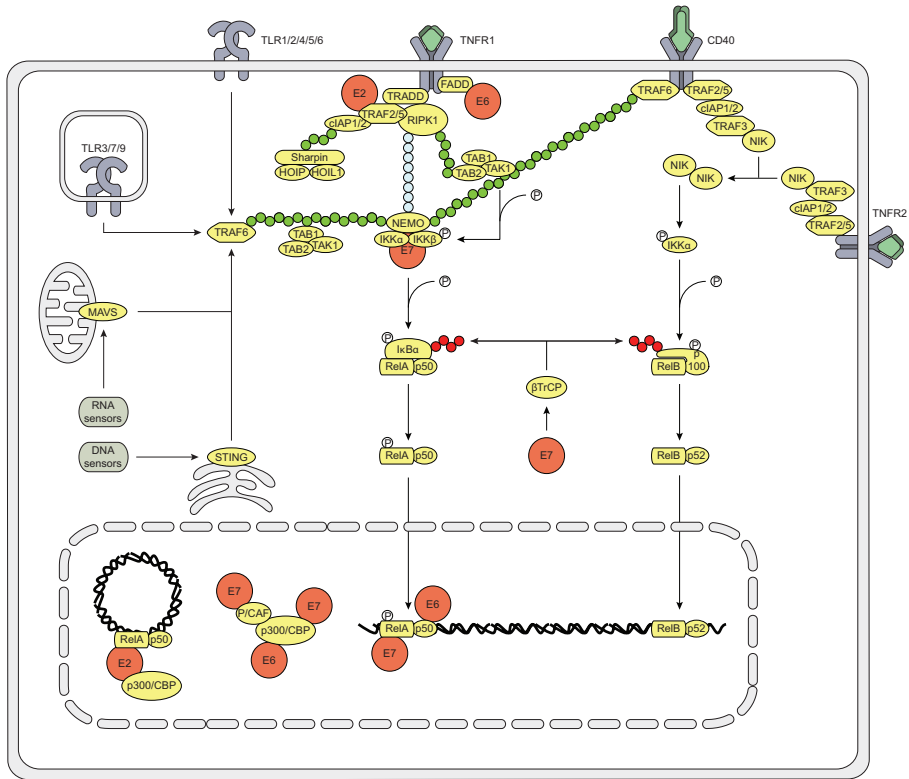 TLR1/2/4/5/6
TNFR1
CD40
E2
FADD
E6
TRADD
TRAF2/5
cIAP1/2
RIPK1
TRAF6
TRAF2/5
cIAP1/2
TRAF3
NIK
TLR3/7/9
Sharpin
HOIP
HOIL1
TAB1
TAB2
TAK1
NIK
NIK
NIK
TRAF3
cIAP1/2
TRAF2/5
TNFR2
P
TRAF6
TAB1
TAB2
TAK1
NEMO
IKKα
IKKβ
P
E7
P
IKKα
MAVS
P
P
P
IκBα
RelA
p50
P
p
100
RelB
βTrCP
RNA
sensors
DNA
sensors
STING
P
RelA
p50
E7
RelB
p52
E7
P/CAF
E7
p300/CBP
E6
E6
P
RelA
p50
E7
RelB
p52
RelA
p50
E2
p300/CBP